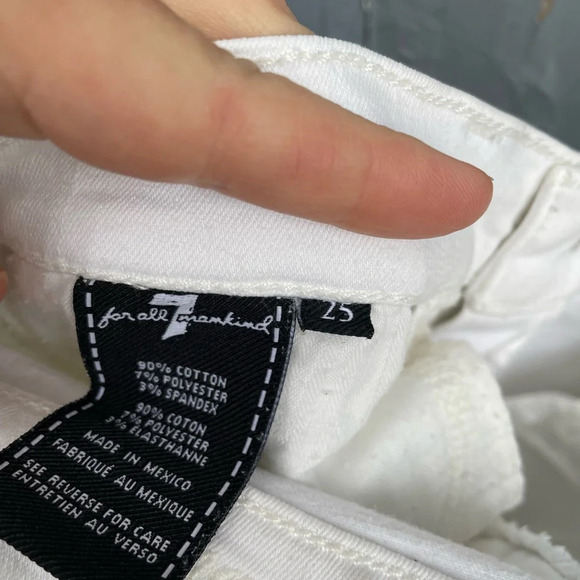 7
for all mankind
25
90% COTTON
7% POLYESTER
3% SPANDEX
90% COTON
7% POLYESTER
3% ELASTHANNE
MADE IN MEXICO
FABRIQUÉ AU MEXIQUE
SEE REVERSE FOR CARE
ENTRETIEN AU VERSO